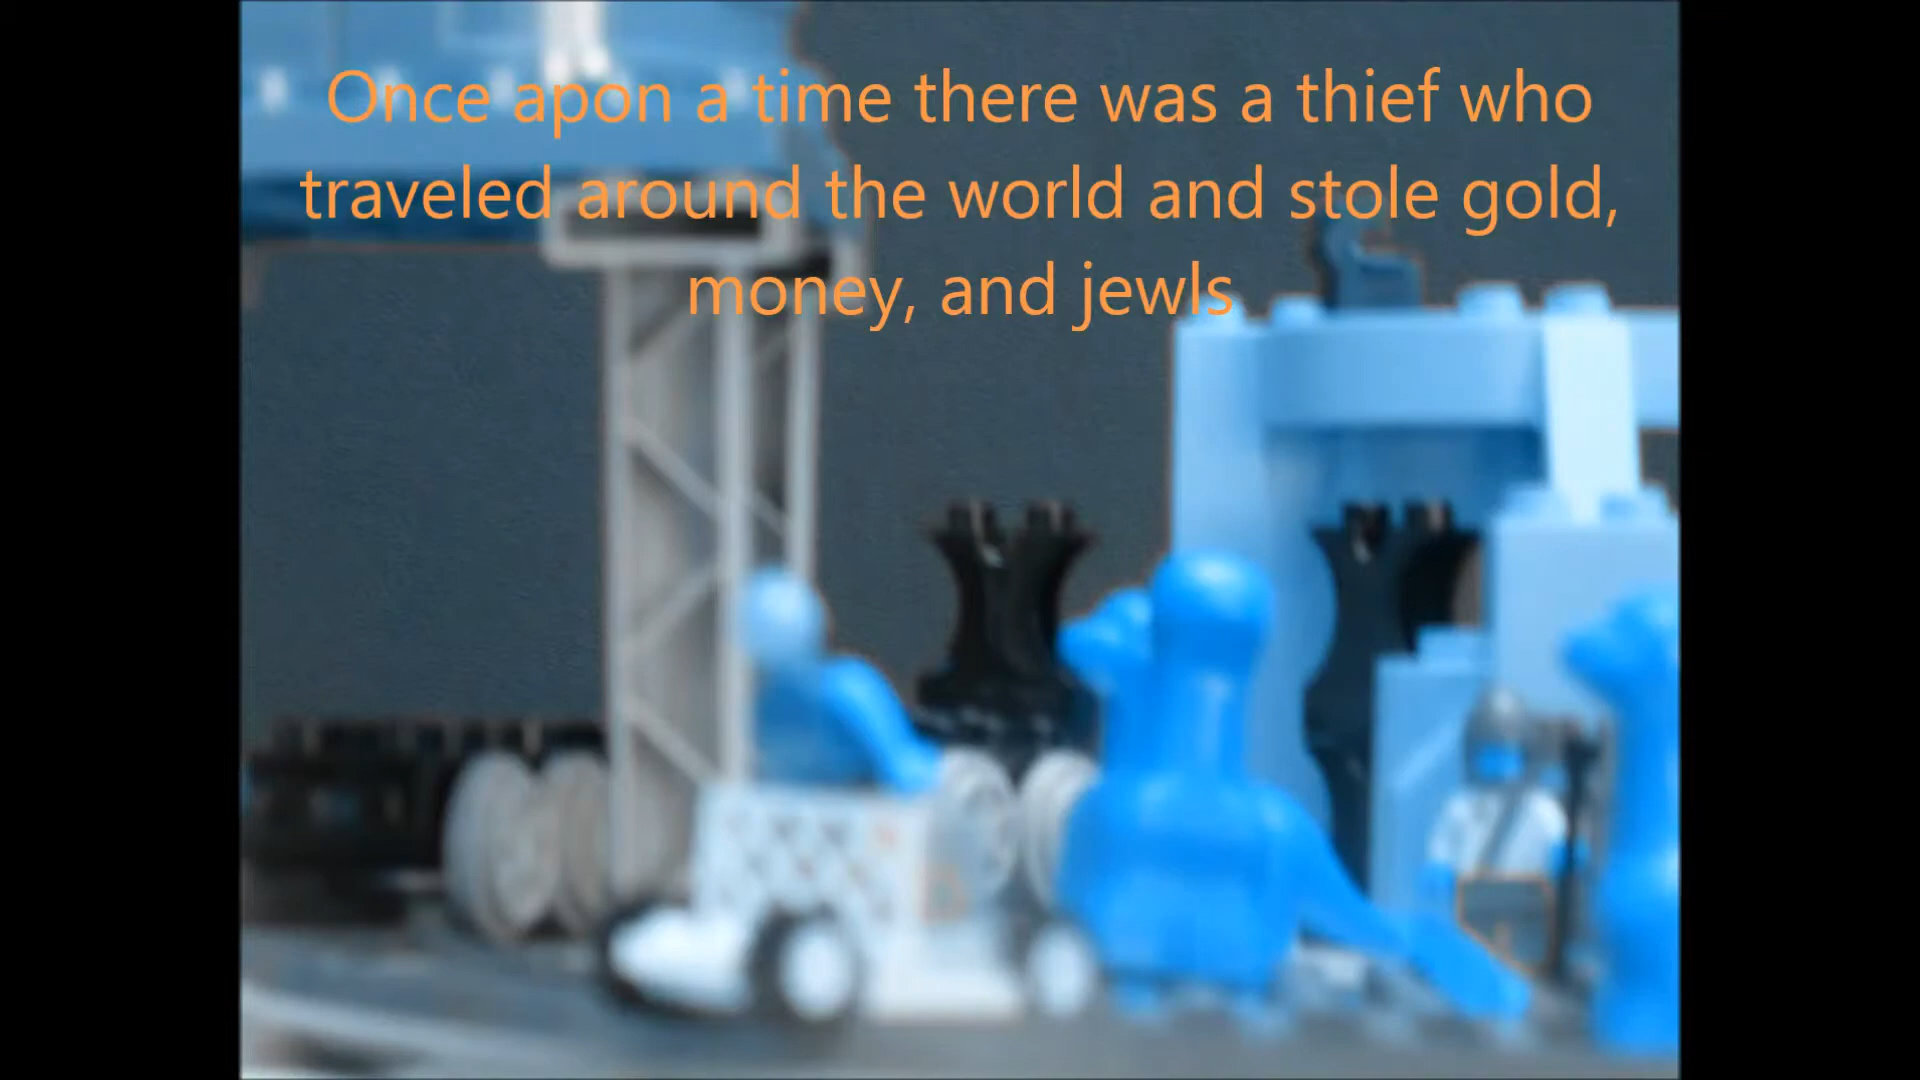 Once apon a time there was a thief who
traveled around the world and stole gold,
money, and jewls